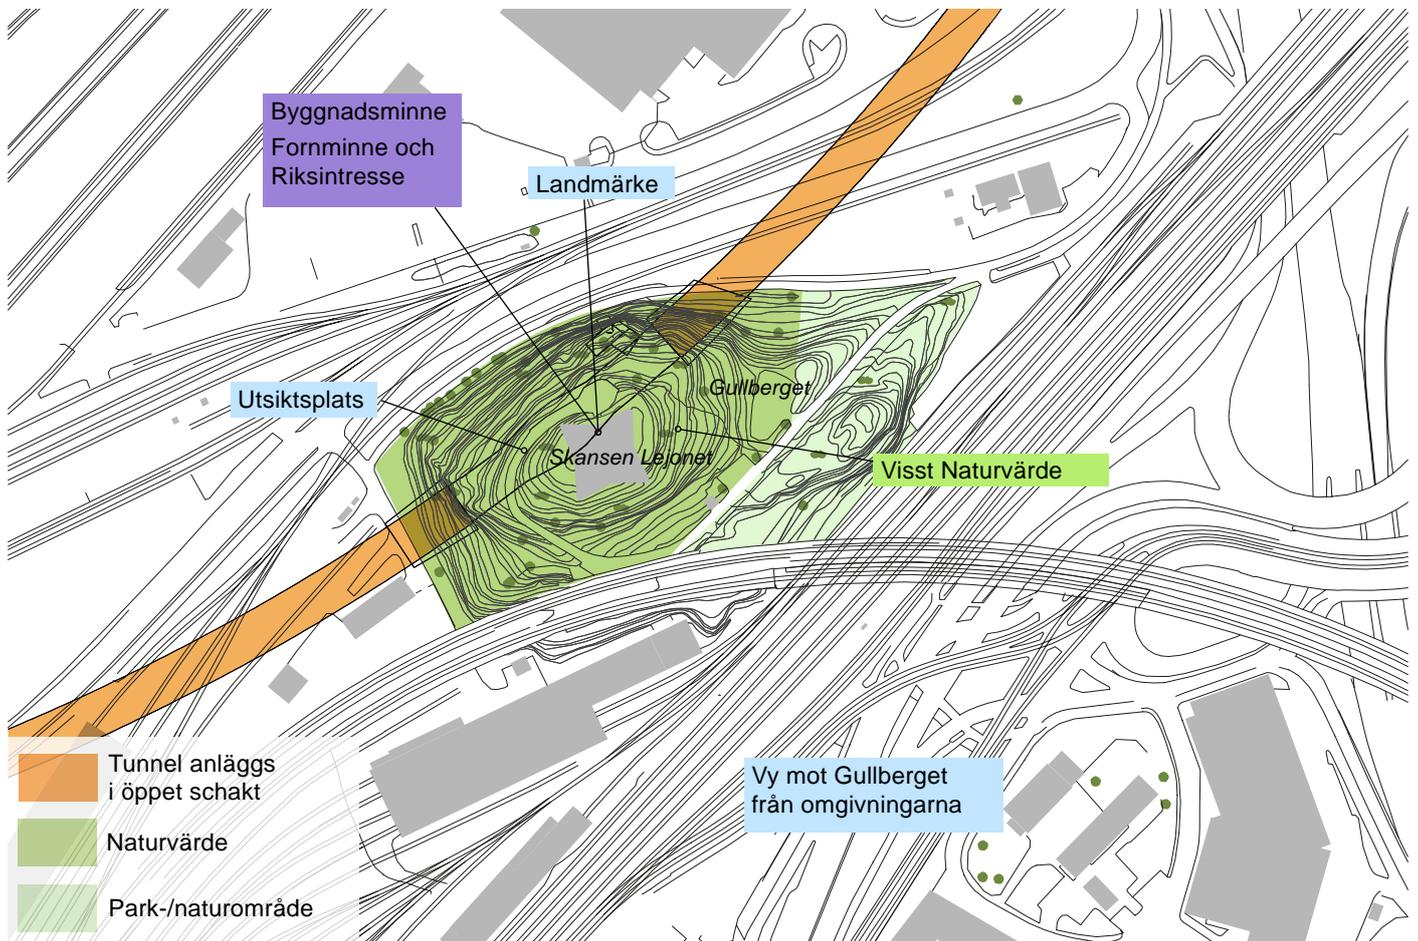 Byggnadsminne
Fornminne och
Riksintresse
Landmärke
Utsiktsplats
Gullberget
Skansen Lejonet
Visst Naturvärde
Vy mot Gullberget
från omgivningarna
Tunnel anläggs
i öppet schakt
Naturvärde
Park-/naturområde